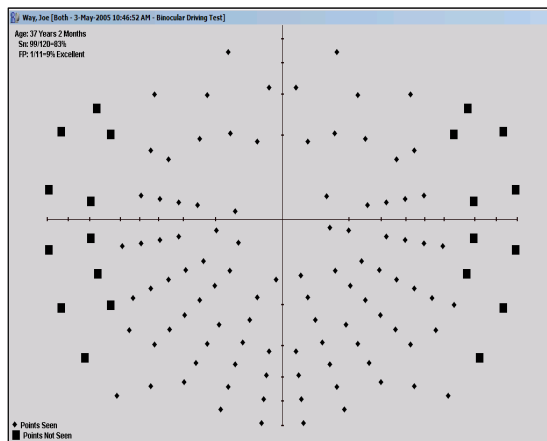 Way, Joe [Both - 3-May-2005 10:46:52 AM - Binocular Driving Test]
Age: 37 Years 2 Months
Sn: 99/120=83%
FP: 1/11=9% Excellent
Points Seen
Points Not Seen